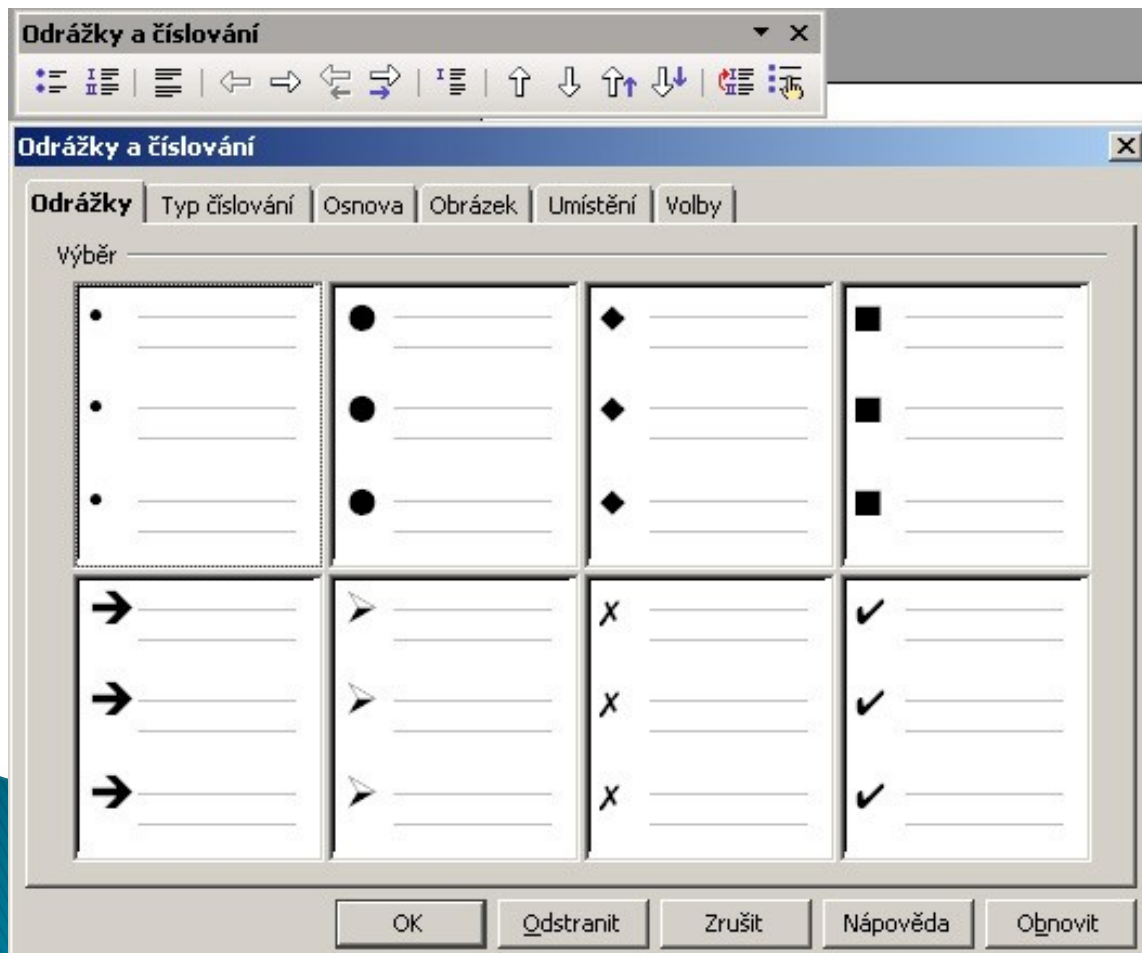 Odrážky a číslování
Odrážky a číslování
Odrážky Typ číslování Osnova Obrázek Umístění Volby
Výběr
OK Odstranit Zrušit Nápověda Obnovit